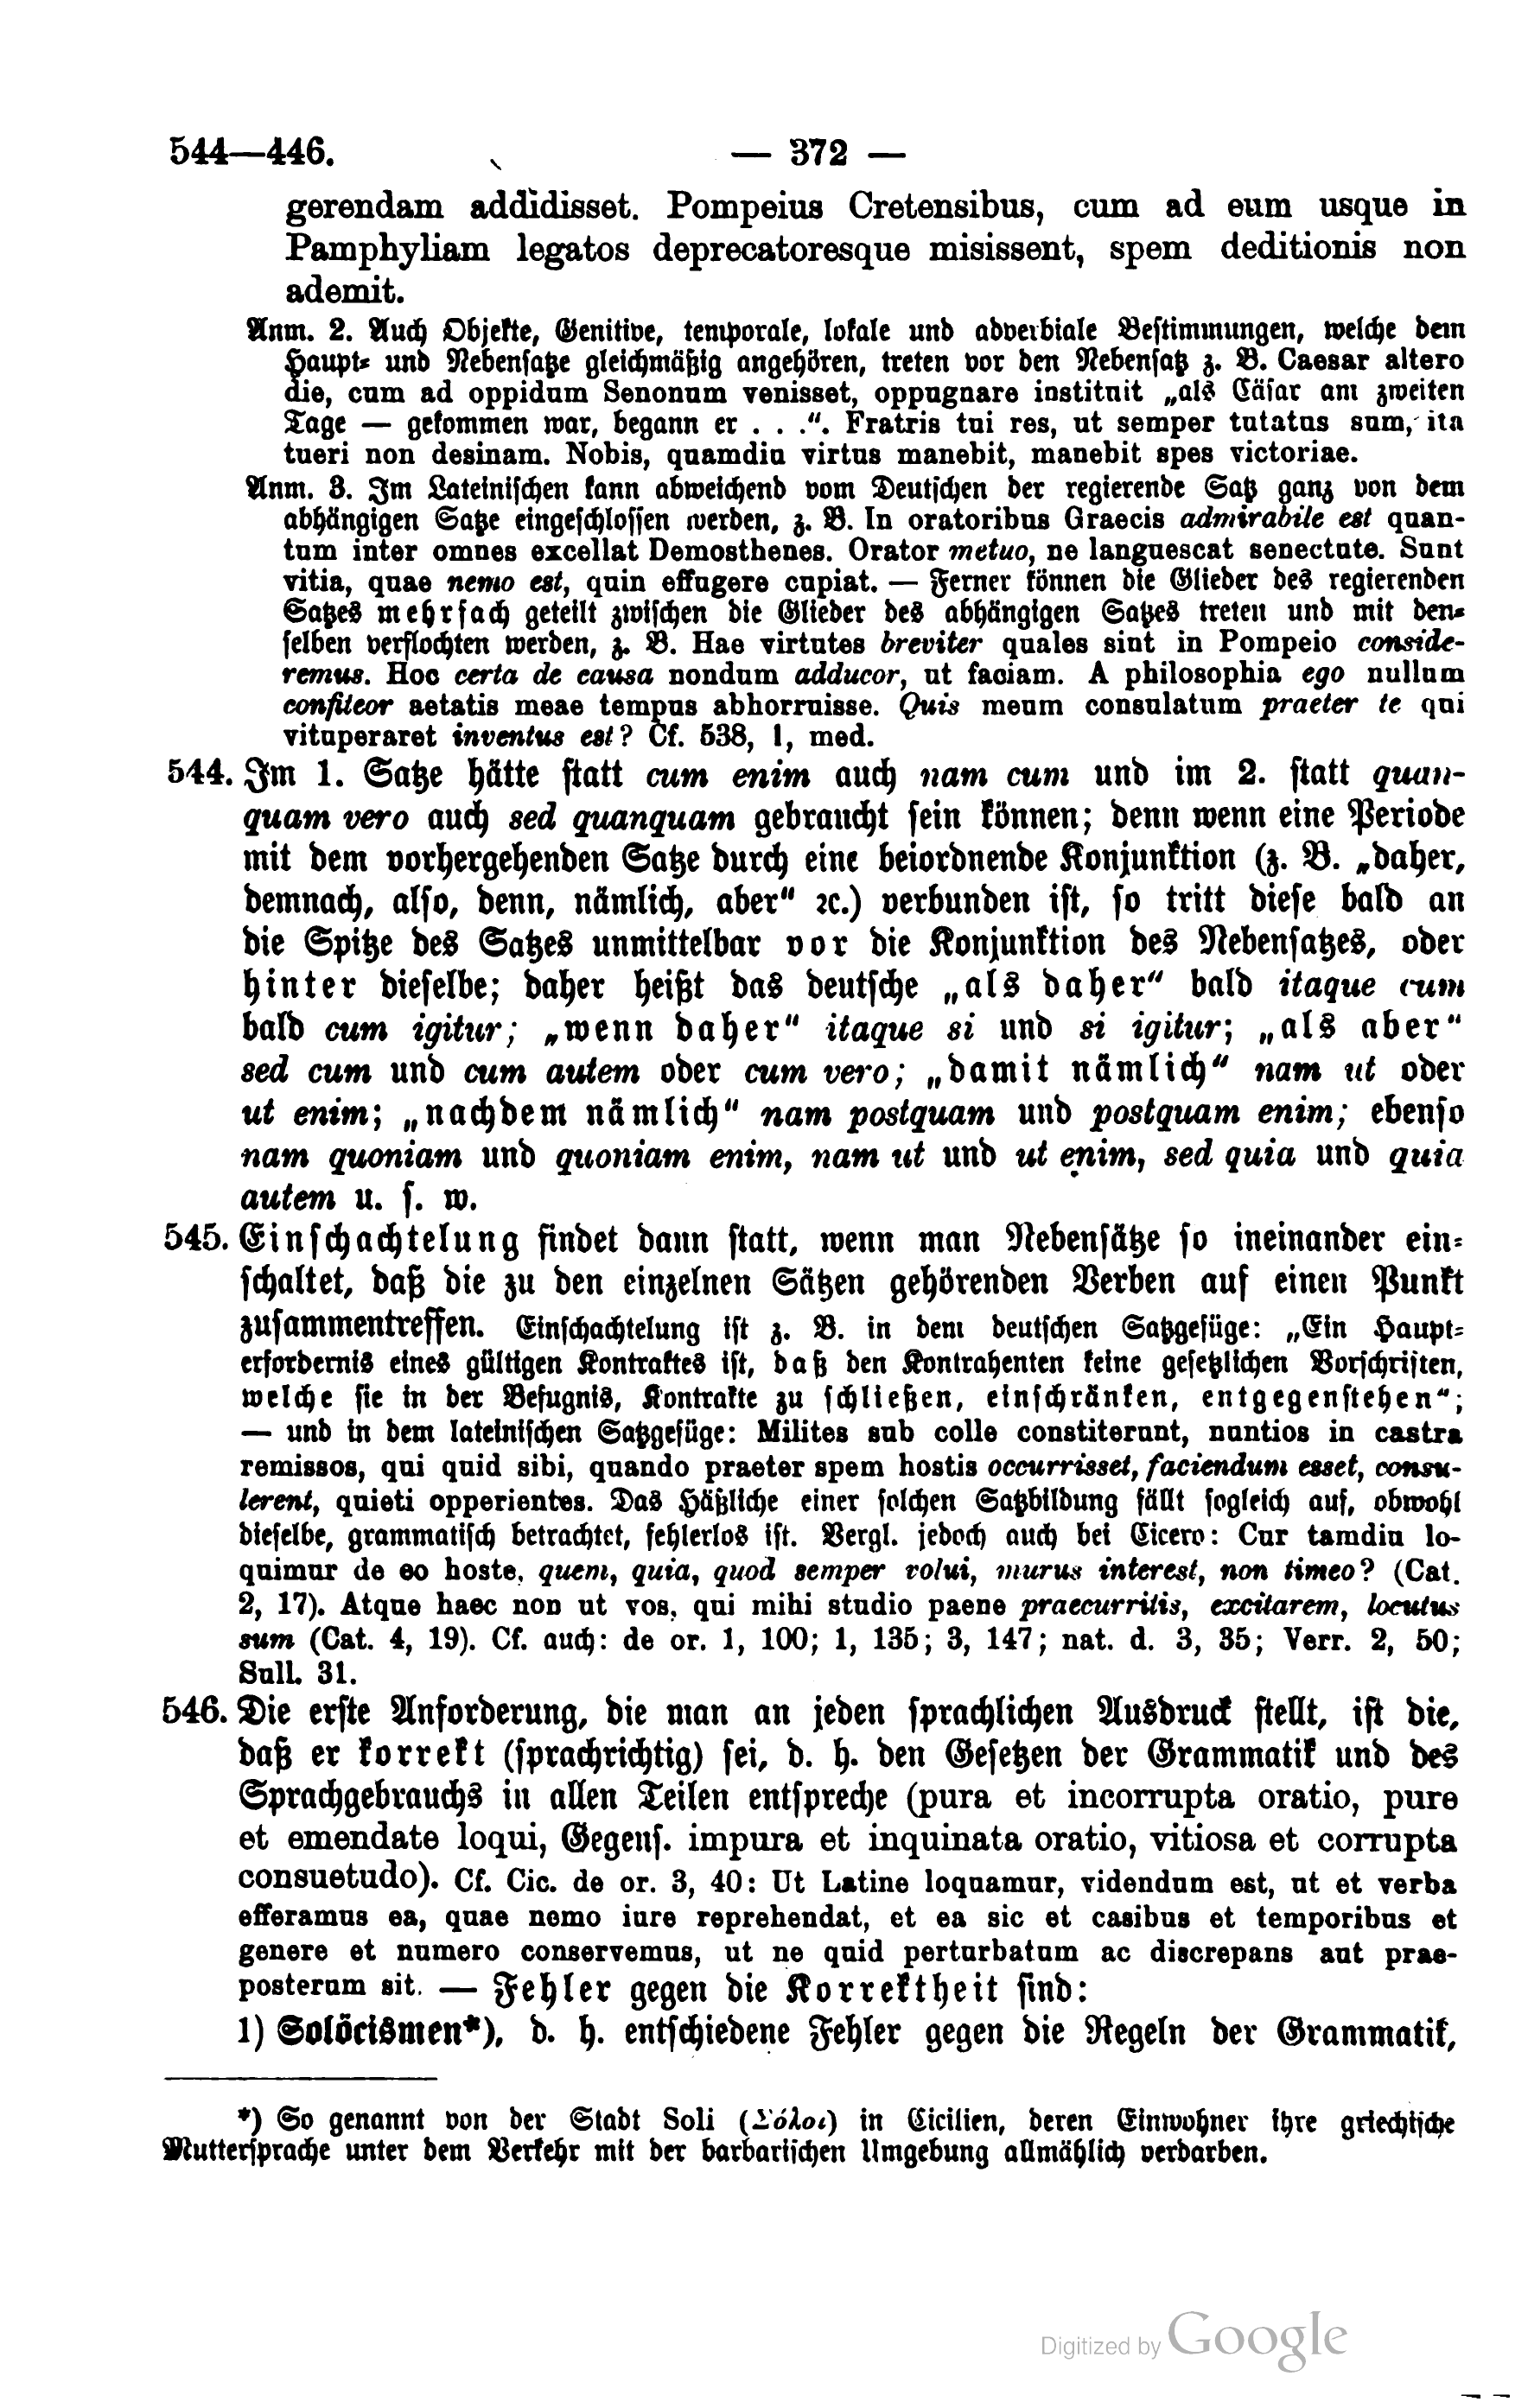 544—446. — 372 —
gerendam addidisset. Pompeius Cretensibus, cum ad eum usque in
Pamphyliam legatos deprecatoresque misissent, spem deditionis non
ademit.
Anm. 2. Auch Objekte, Genitive, temporale, lokale und adverbiale Bestimmungen, welche dem
Haupt- und Nebensatze gleichmäßig angehören, treten vor den Nebensatz z. B. Caesar altero
die, cum ad oppidum Senonum venisset, oppugnare instituit „als Cäsar am zweiten
Tage — gekommen war, begann er . . .“. Fratris tui res, ut semper tutatus sum, ita
tueri non desinam. Nobis, quamdiu virtus manebit, manebit spes victoriae.
Anm. 3. Im Lateinischen kann abweichend vom Deutschen der regierende Satz ganz von dem
abhängigen Satze eingeschlossen werden, z. B. In oratoribus Graecis admirabile est quan-
tum inter omnes excellat Demosthenes. Orator metuo, ne languescat senectute. Sunt
vitia, quae nemo est, quin effugere cupiat. — Ferner können die Glieder des regierenden
Satzes mehrfach geteilt zwischen die Glieder des abhängigen Satzes treten und mit den-
selben verflochten werden, z. B. Hae virtutes breviter quales sint in Pompeio conside-
remus. Hoc certa de causa nondum adducor, ut faciam. A philosophia ego nullum
confiteor aetatis meae tempus abhorruisse. Quis meum consulatum praeter te qui
vituperaret inventus est? Cf. 538, 1, med.
544. Im 1. Satze hätte statt cum enim auch nam cum und im 2. statt quan-
quam vero auch sed quanquam gebraucht sein können; denn wenn eine Periode
mit dem vorhergehenden Satze durch eine beiordnende Konjunktion (z. B. „daher,
demnach, also, denn, nämlich, aber“ ꝛc.) verbunden ist, so tritt diese bald an
die Spitze des Satzes unmittelbar vor die Konjunktion des Nebensatzes, oder
hinter dieselbe; daher heißt das deutsche „als daher“ bald itaque cum
bald cum igitur; „wenn daher“ itaque si und si igitur; „als aber“
sed cum und cum autem oder cum vero; „damit nämlich“ nam ut oder
ut enim; „nachdem nämlich“ nam postquam und postquam enim; ebenso
nam quoniam und quoniam enim, nam ut und ut enim, sed quia und quia
autem u. s. w.
545. Einschachtelung findet dann statt, wenn man Nebensätze so ineinander ein-
schaltet, daß die zu den einzelnen Sätzen gehörenden Verben auf einen Punkt
zusammentreffen. Einschachtelung ist z. B. in dem deutschen Satzgefüge: „Ein Haupt-
erfordernis eines gültigen Kontraktes ist, daß den Kontrahenten keine gesetzlichen Vorschriften,
welche sie in der Befugnis, Kontrakte zu schließen, einschränken, entgegenstehen“;
— und in dem lateinischen Satzgefüge: Milites sub colle constiterunt, nuntios in castra
remissos, qui quid sibi, quando praeter spem hostis occurrisset, faciendum esset, consu-
lerent, quieti opperientes. Das Häßliche einer solchen Satzbildung fällt sogleich auf, obwohl
dieselbe, grammatisch betrachtet, fehlerlos ist. Vergl. jedoch auch bei Cicero: Cur tamdiu lo-
quimur de eo hoste, quem, quia, quod semper volui, murus interest, non timeo? (Cat.
2, 17). Atque haec non ut vos, qui mihi studio paene praecurritis, excitarem, locutus
sum (Cat. 4, 19). Cf. auch: de or. 1, 100; 1, 135; 3, 147; nat. d. 3, 35; Verr. 2, 50;
Sull. 31.
546. Die erste Anforderung, die man an jeden sprachlichen Ausdruck stellt, ist die,
daß er korrekt (sprachrichtig) sei, d. h. den Gesetzen der Grammatik und des
Sprachgebrauchs in allen Teilen entspreche (pura et incorrupta oratio, pure
et emendate loqui, Gegens. impura et inquinata oratio, vitiosa et corrupta
consuetudo). Cf. Cic. de or. 3, 40: Ut Latine loquamur, videndum est, ut et verba
efferamus ea, quae nemo iure reprehendat, et ea sic et casibus et temporibus et
genere et numero conservemus, ut ne quid perturbatum ac discrepans aut prae-
posterum sit. — Fehler gegen die Korrektheit sind:
1) Solöcismen*), d. h. entschiedene Fehler gegen die Regeln der Grammatik,
*) So genannt von der Stadt Soli (Σόλοι) in Cicilien, deren Einwohner ihre griechische
Muttersprache unter dem Verkehr mit der barbarischen Umgebung allmählich verdarben.
Digitized by Google